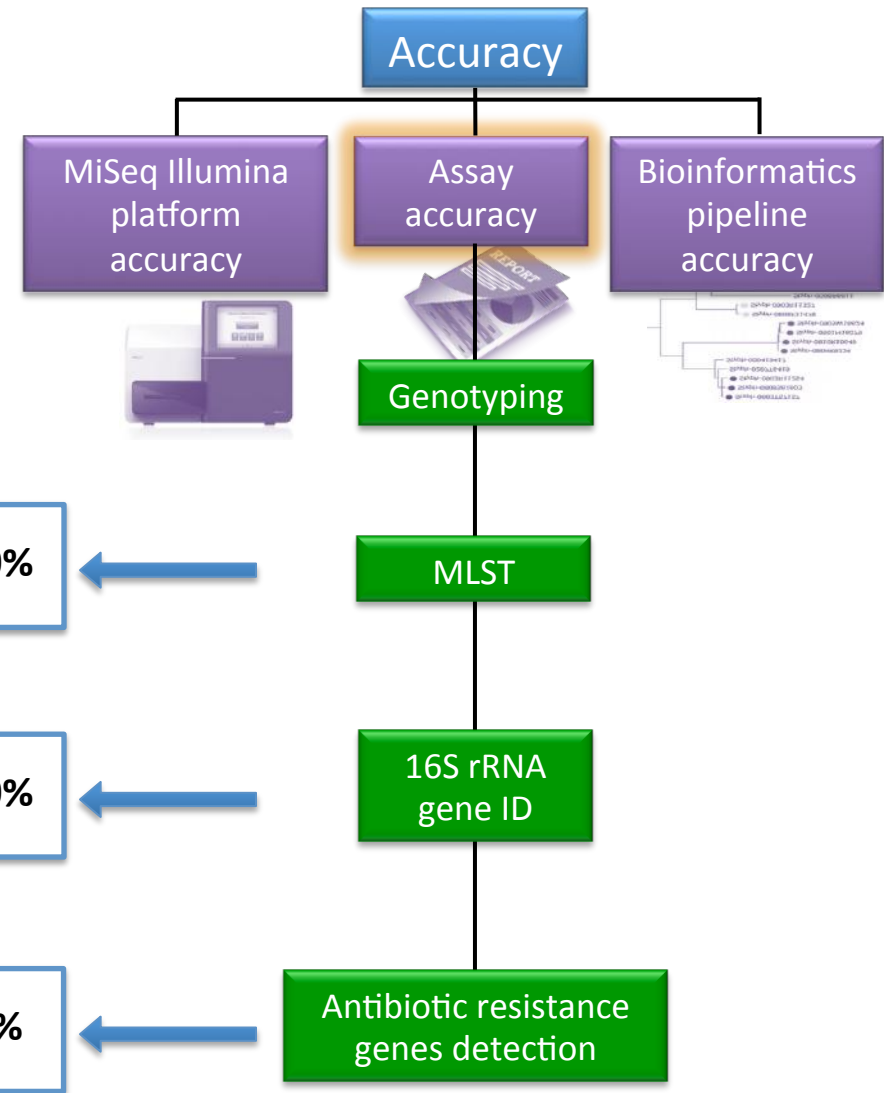 Accuracy
MiSeq Illumina
platform
accuracy
Assay
accuracy
Bioinformatics
pipeline
accuracy
REPORT
Genotyping
MLST
16S rRNA
gene ID
Antibiotic resistance
genes detection
%
%
%